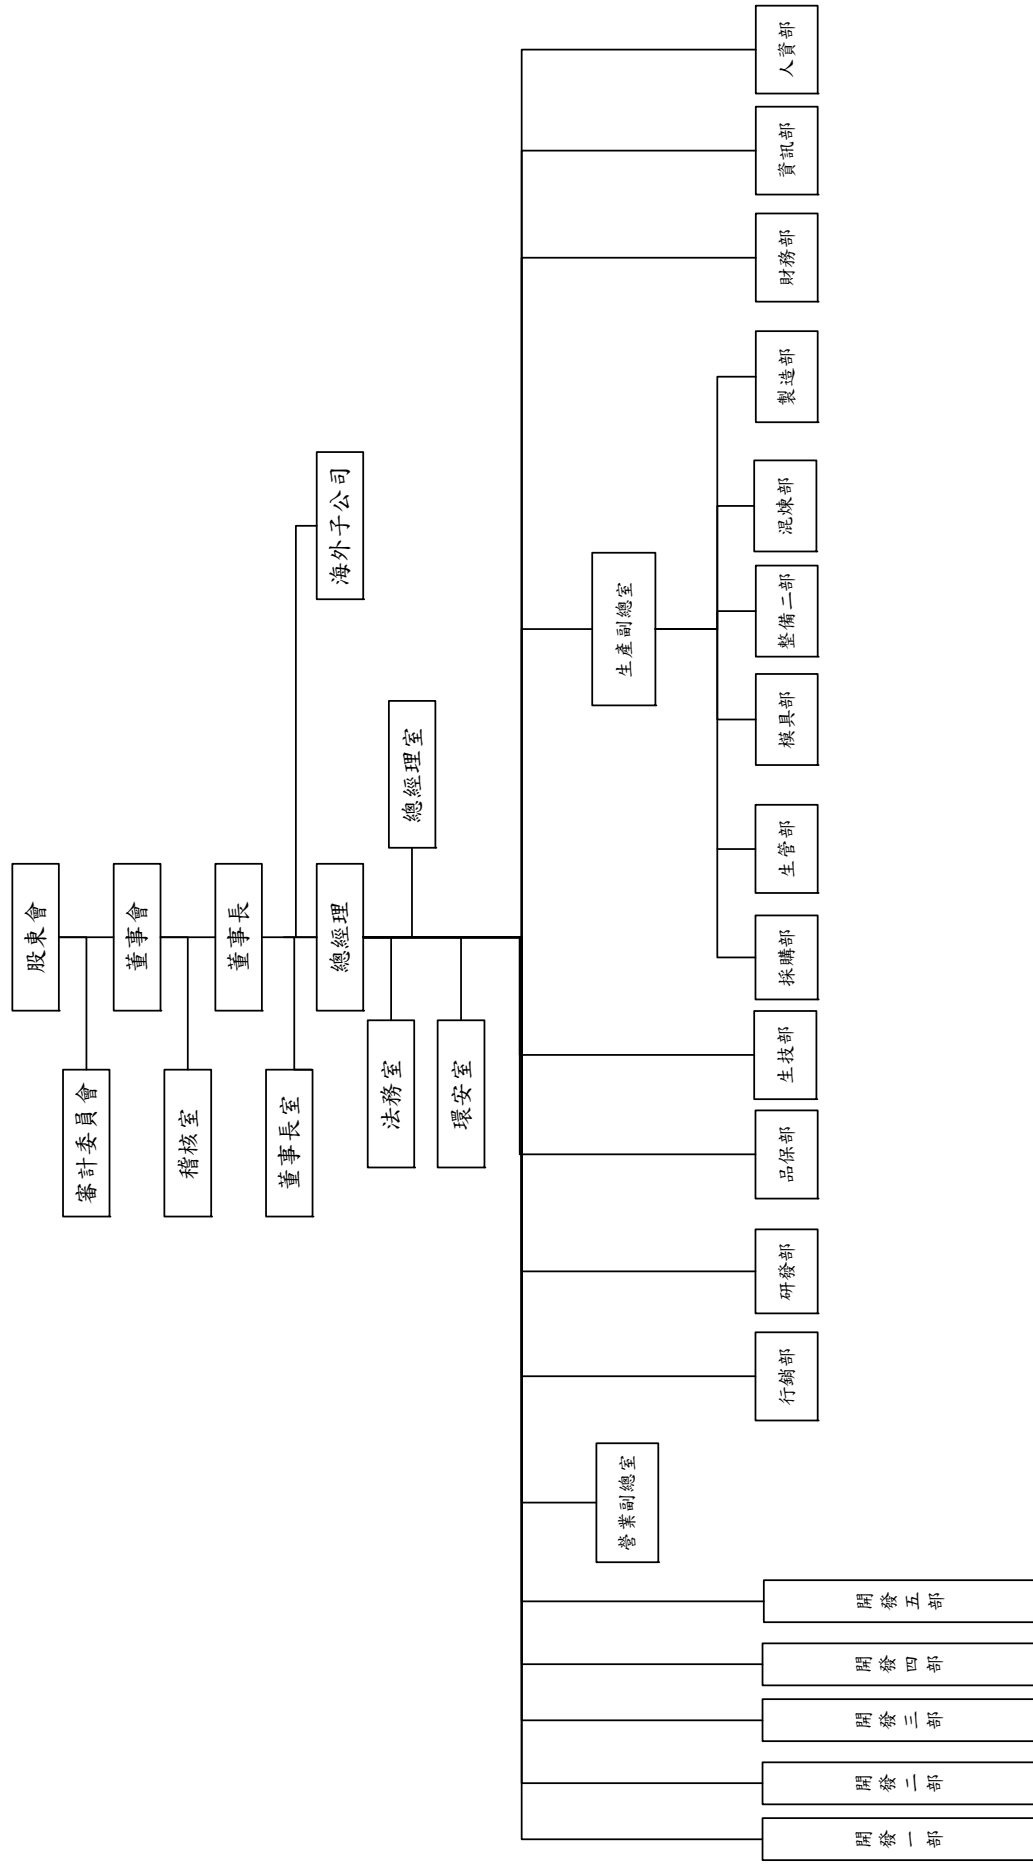 股東會
審計委員會
董事會
稽核室
董事長
董事長室
海外子公司
總經理
總經理室
法務室
環安室
開發一部
開發二部
開發三部
開發四部
開發五部
營業副總室
行銷部
研發部
品保部
生技部
生產副總室
採購部
生管部
模具部
整備二部
混煉部
製造部
財務部
資訊部
人資部